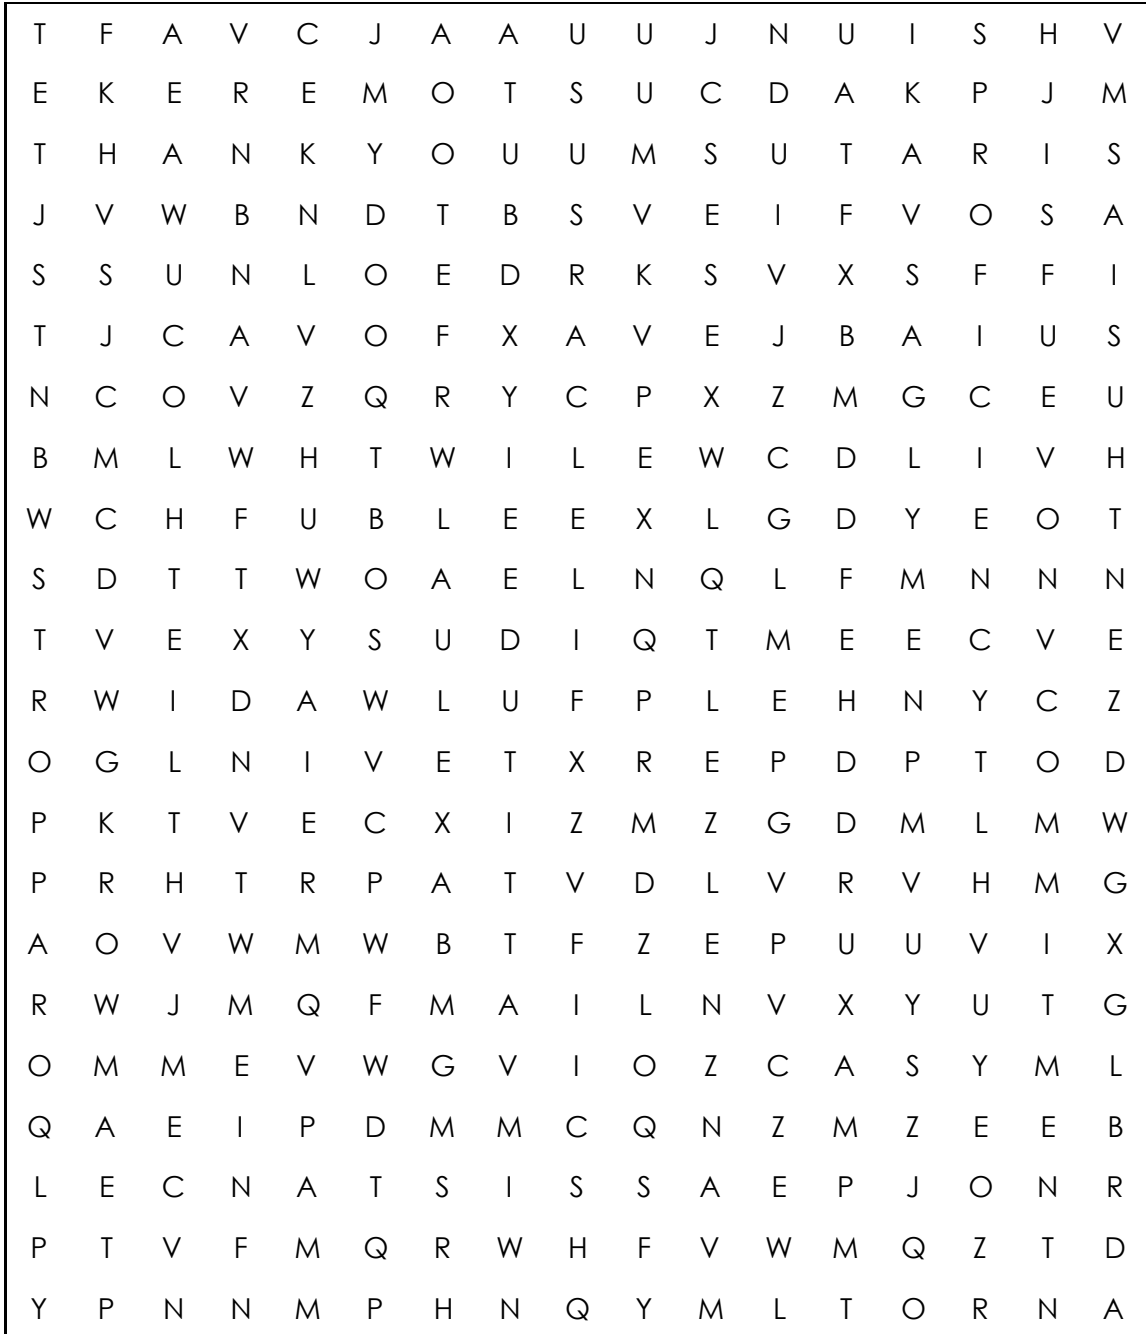 T F A V C J A A U U J N U I S H V
E K E R E M O T S U C D A K P J M
T H A N K Y O U U M S U T A R I S
J V W B N D T B S V E I F V O S A
S S U N L O E D R K S V X S F F I
T J C A V O F X A V E J B A I U S
N C O V Z Q R Y C P X Z M G C E U
B M L W H T W I L E W C D L I V H
W C H F U B L E E X L G D Y E O T
S D T T W O A E L N Q L F M N N N
T V E X Y S U D I Q T M E E C V E
R W I D A W L U F P L E H N Y C Z
O G L N I V E T X R E P D P T O D
P K T V E C X I Z M Z G D M L M W
P R H T R P A T V D L V R V H M G
A O V W M W B T F Z E P U U V I X
R W J M Q F M A I L N V X Y U T G
O M M E V W G V I O Z C A S Y M L
Q A E I P D M M C Q N Z M Z E E B
L E C N A T S I S S A E P J O N R
P T V F M Q R W H F V W M Q Z T D
Y P N N M P H N Q Y M L T O R N A